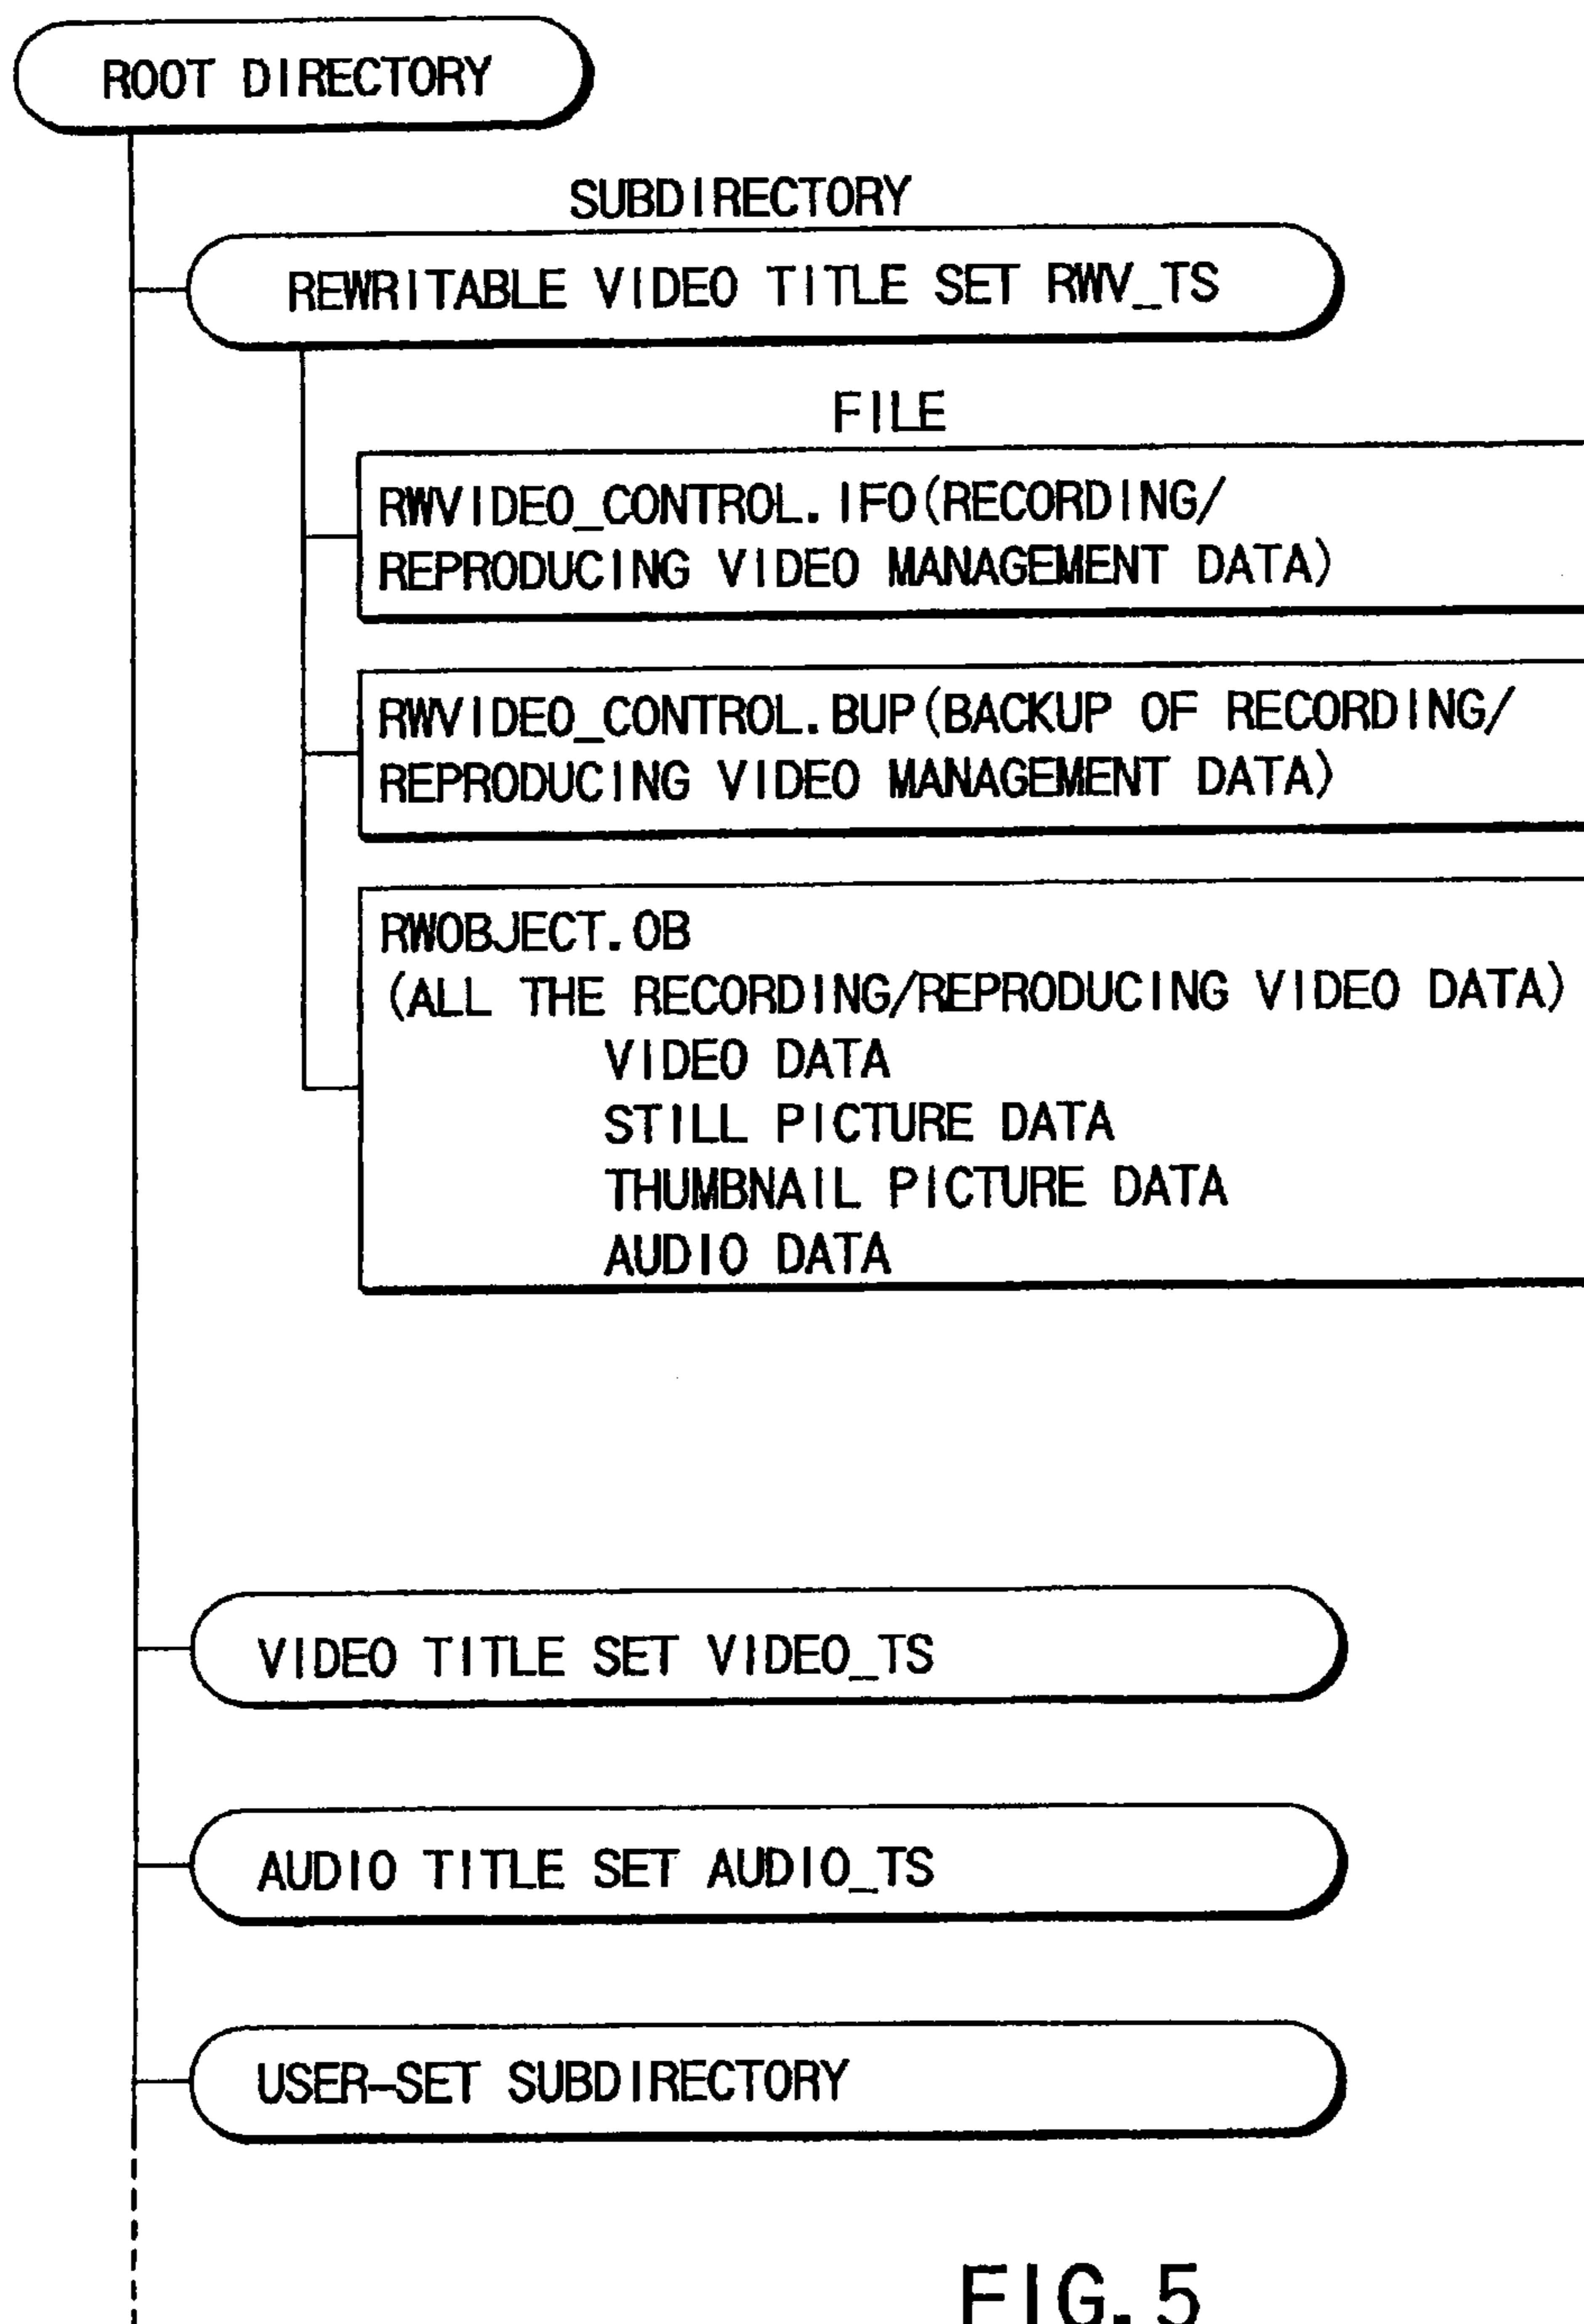 ROOT DIRECTORY
SUBDIRECTORY
REWRITABLE VIDEO TITLE SET RWV_TS
FILE
RWVIDEO_CONTROL.IFO(RECORDING/
REPRODUCING VIDEO MANAGEMENT DATA)
RWVIDEO_CONTROL.BUP(BACKUP OF RECORDING/
REPRODUCING VIDEO MANAGEMENT DATA)
RWOBJECT.OB
(ALL THE RECORDING/REPRODUCING VIDEO DATA)
VIDEO DATA
STILL PICTURE DATA
THUMBNAIL PICTURE DATA
AUDIO DATA
VIDEO TITLE SET VIDEO_TS
AUDIO TITLE SET AUDIO_TS
USER-SET SUBDIRECTORY
FIG.5